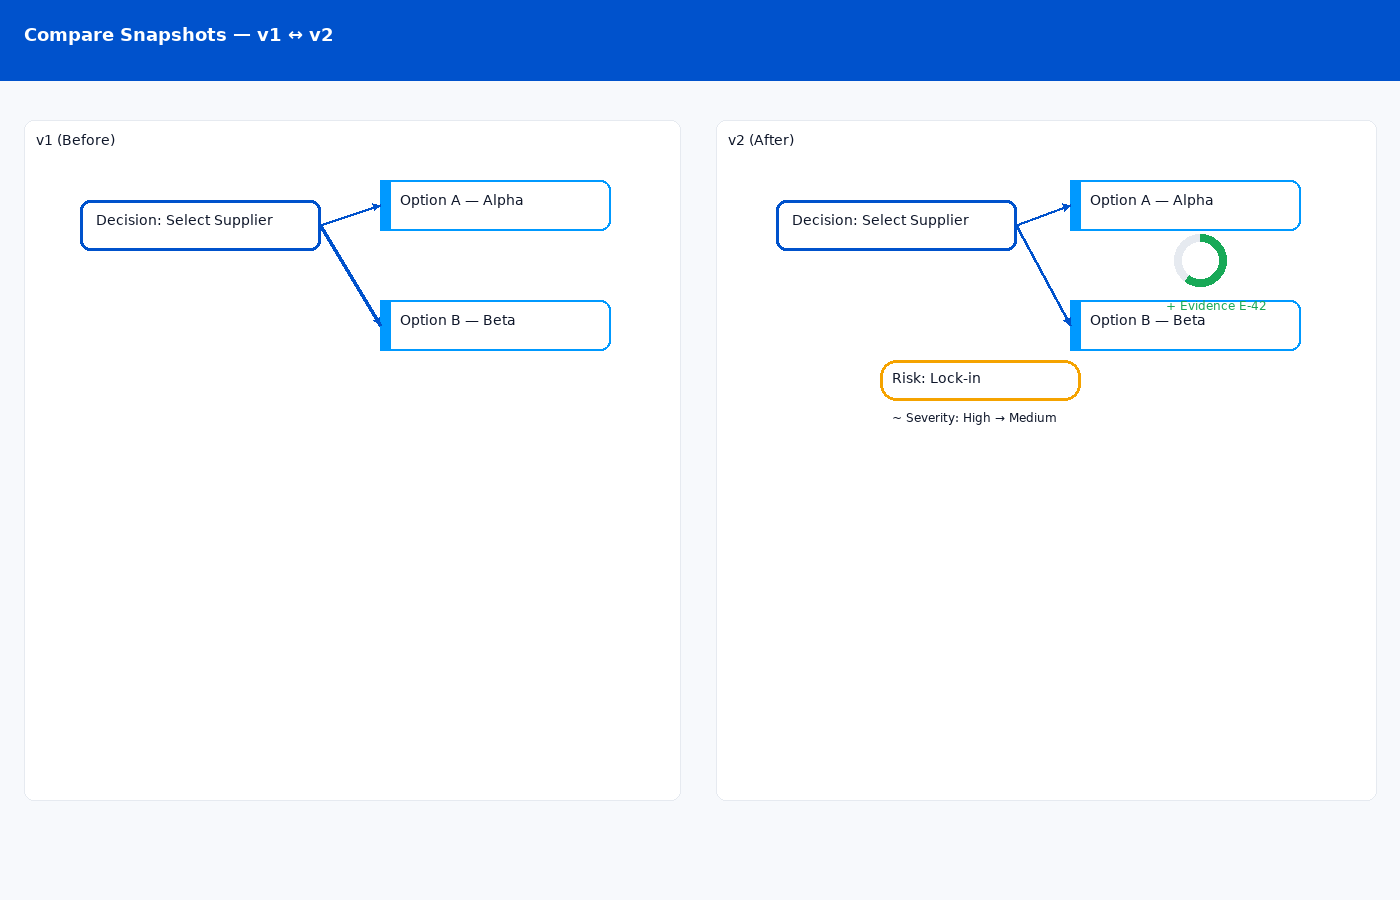 Compare Snapshots — v1 ↔ v2
v1 (Before)
Decision: Select Supplier
Option A — Alpha
Option B — Beta
v2 (After)
Decision: Select Supplier
Option A — Alpha
+ Evidence E-42
Option B — Beta
Risk: Lock-in
~ Severity: High → Medium